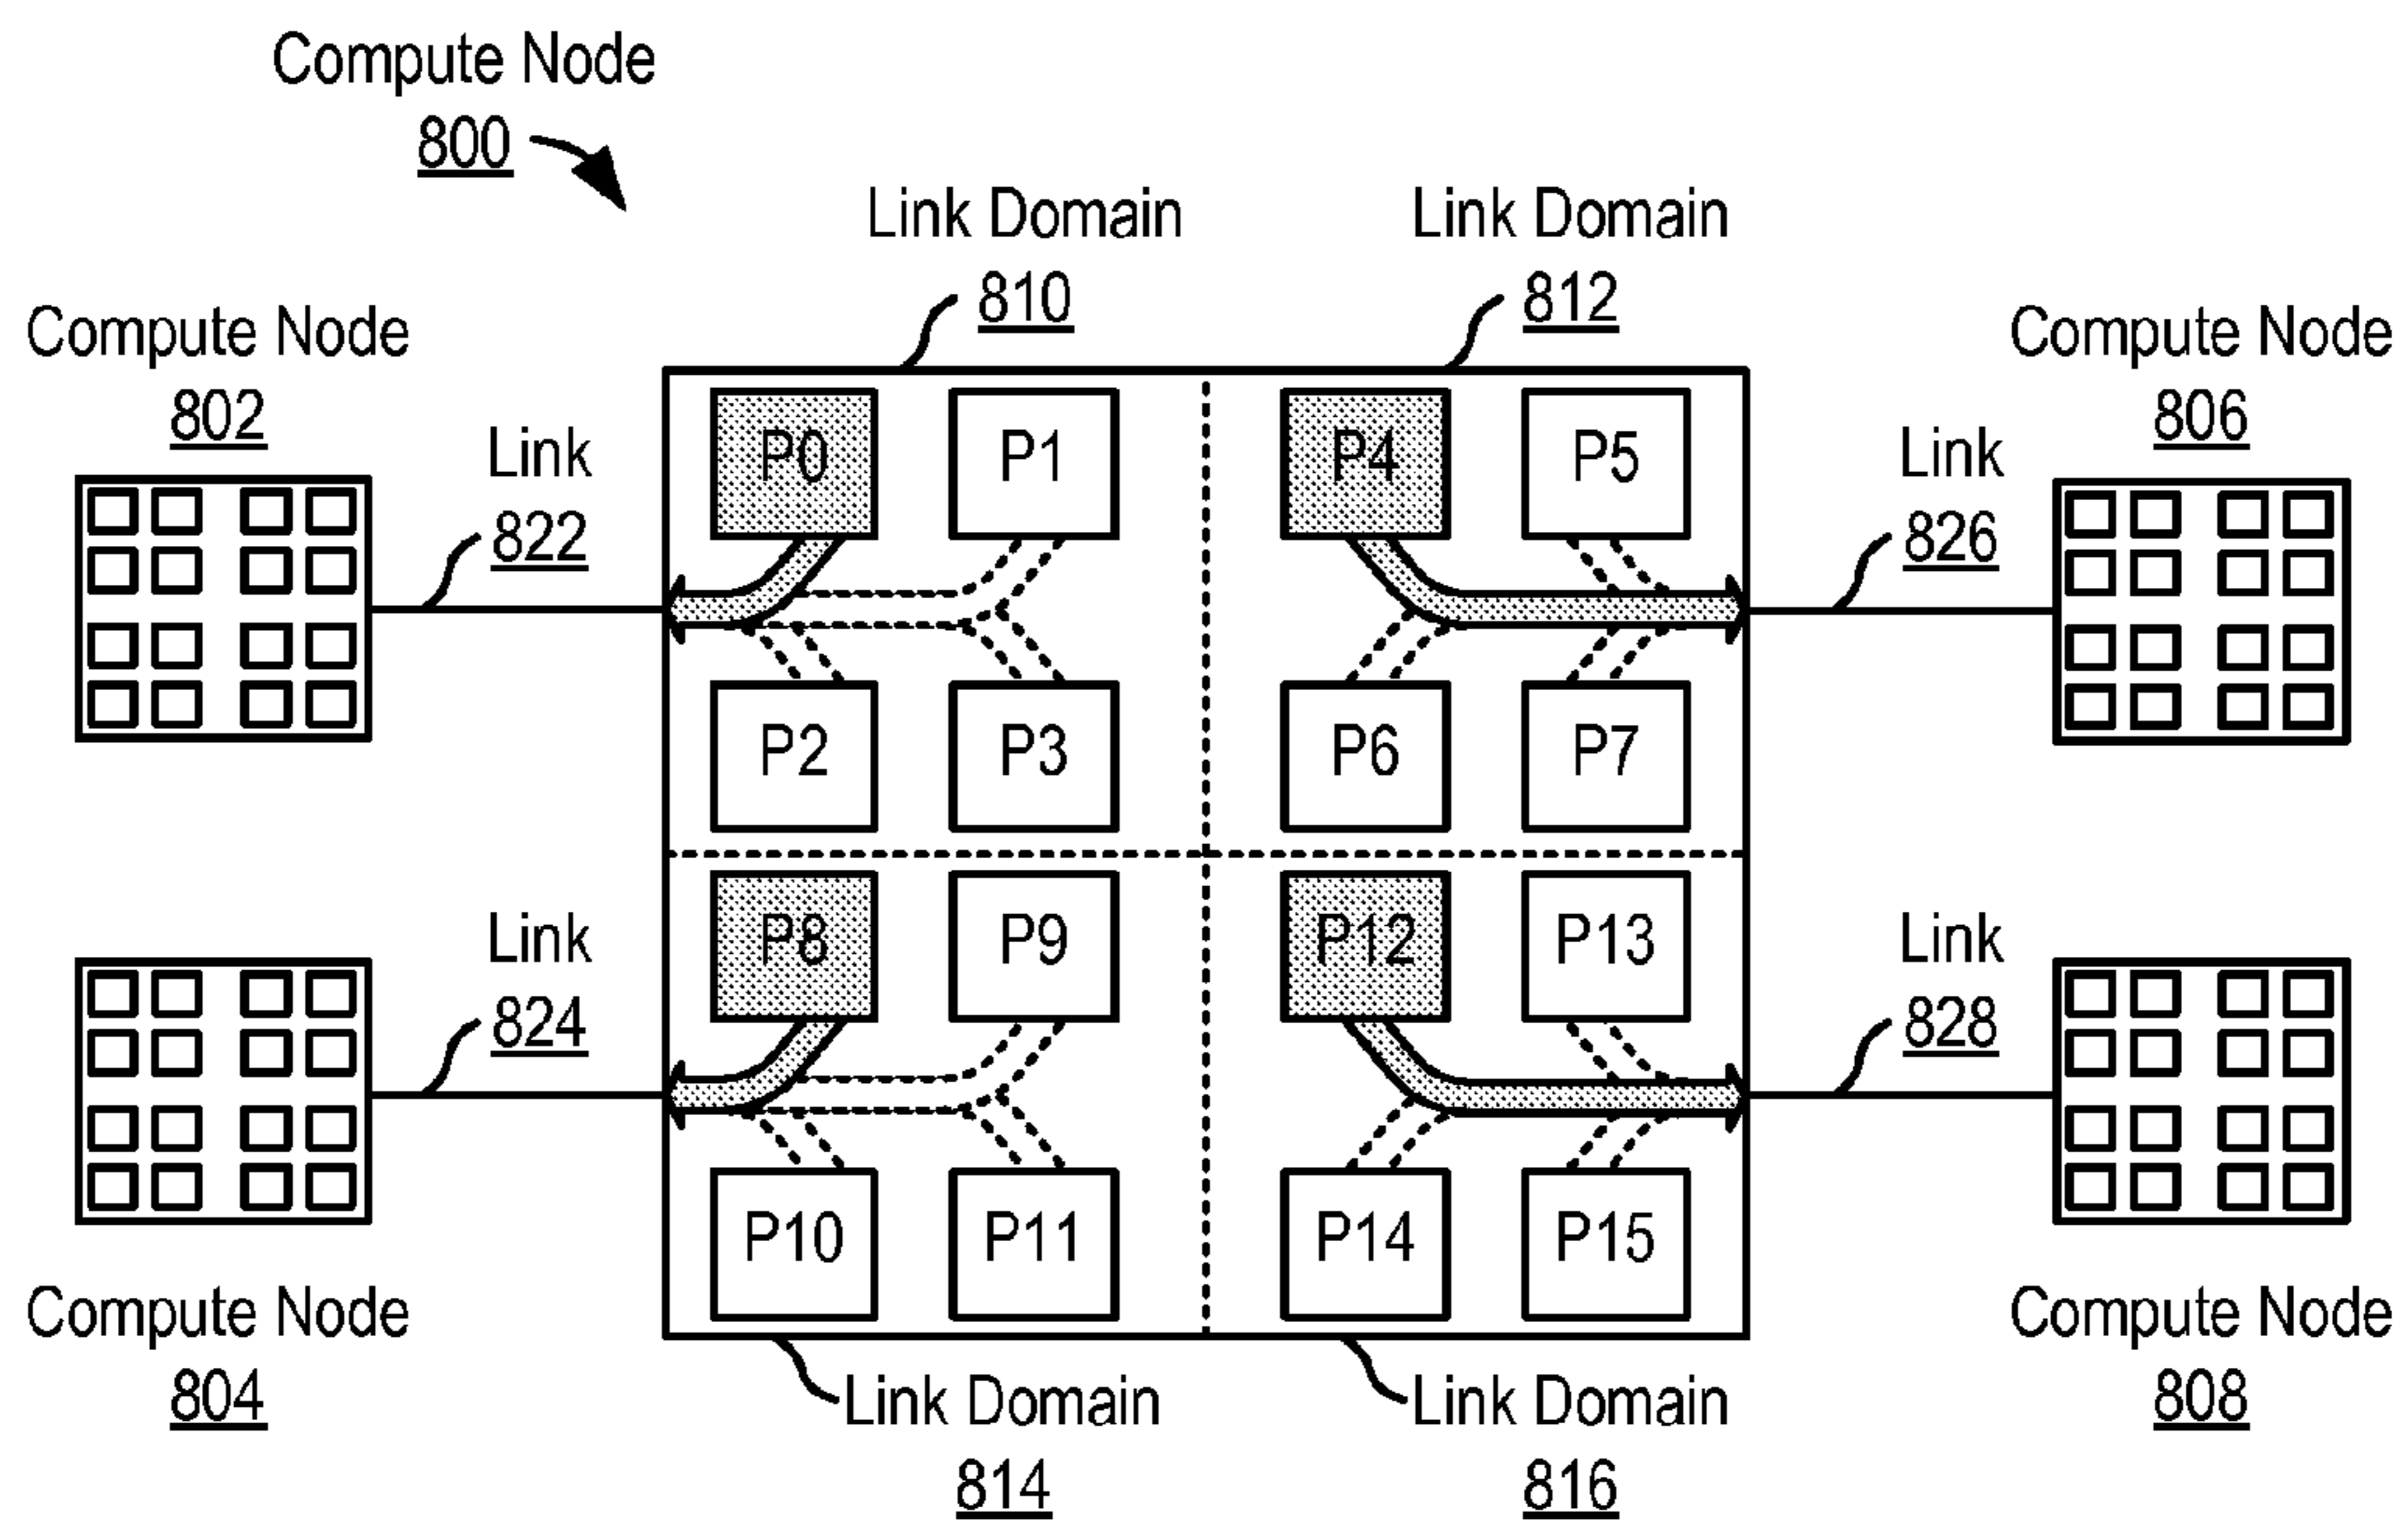 Compute Node
800
Link Domain
810
Link Domain
812
Compute Node
802
Compute Node
806
Link
822
Link
826
P0
P1
P4
P5
P2
P3
P6
P7
Link
824
Link
828
P8
P9
P12
P13
P10
P11
P14
P15
Compute Node
804
Compute Node
808
Link Domain
814
Link Domain
816